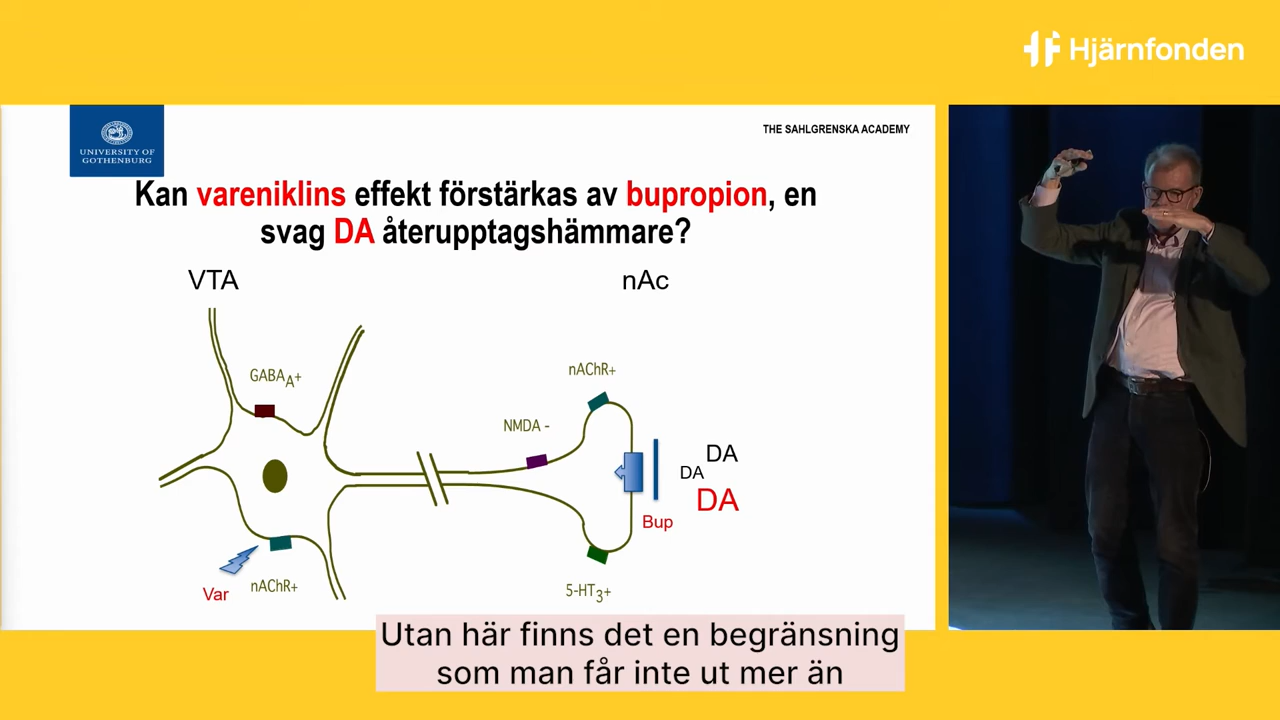 Hjärnfonden
UNIVERSITY OF
GOTHENBURG
THE SAHLGRENSKA ACADEMY
Kan vareniklins effekt förstärkas av bupropion, en
svag DA återupptagshämmare?
VTA
nAc
GABAA+
nAChR+
NMDA -
DA
DA
DA
Bup
Var
nAChR+
5-HT3+
Utan här finns det en begränsning
som man får inte ut mer än